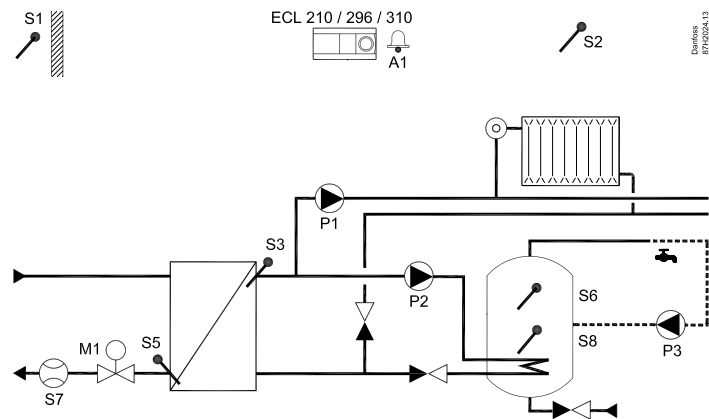 S1
ECL 210 / 296 / 310
A1
S2
Danfoss
87H2024.13
P1
S3
P2
S6
S8
P3
M1
S5
S7